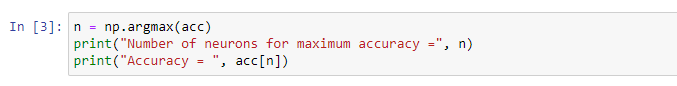 In [3]: n = np.argmax(acc)
print("Number of neurons for maximum accuracy =", n)
print("Accuracy = ", acc[n])